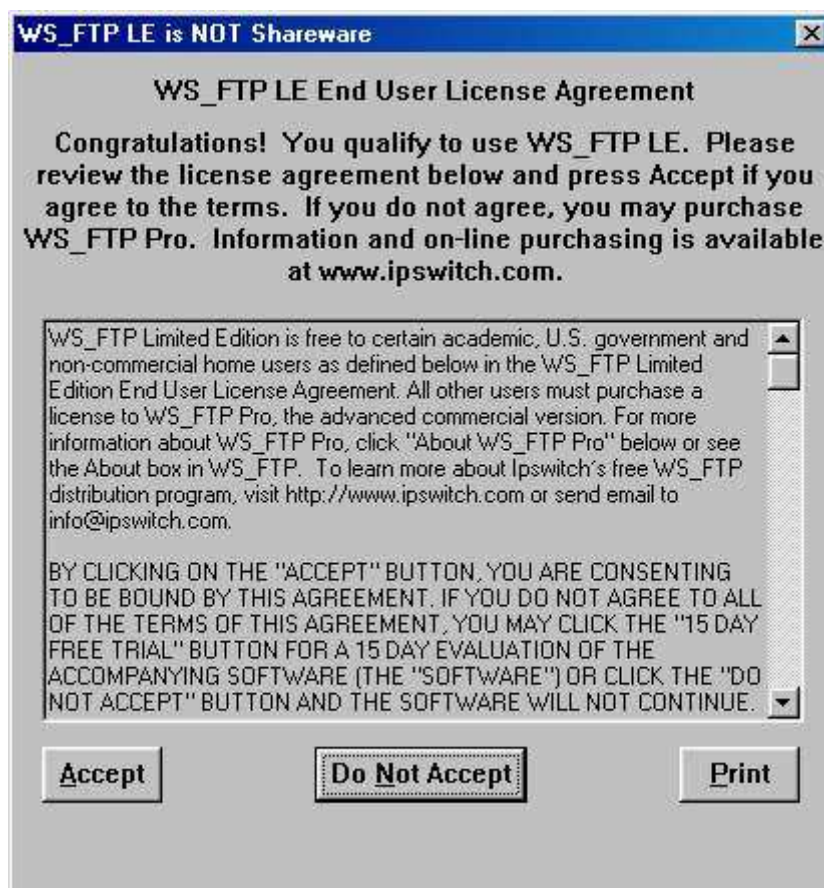 WS_FTP LE is NOT Shareware
WS_FTP LE End User License Agreement
Congratulations! You qualify to use WS_FTP LE. Please
review the license agreement below and press Accept if you
agree to the terms. If you do not agree, you may purchase
WS_FTP Pro. Information and on-line purchasing is available
at www.ipswitch.com.
WS_FTP Limited Edition is free to certain academic, U.S. government and
non-commercial home users as defined below in the WS_FTP Limited
Edition End User License Agreement. All other users must purchase a
license to WS_FTP Pro, the advanced commercial version. For more
information about WS_FTP Pro, click "About WS_FTP Pro" below or see
the About box in WS_FTP. To learn more about Ipswitch's free WS_FTP
distribution program, visit http://www.ipswitch.com or send email to
info@ipswitch.com.
BY CLICKING ON THE "ACCEPT" BUTTON, YOU ARE CONSENTING
TO BE BOUND BY THIS AGREEMENT. IF YOU DO NOT AGREE TO ALL
OF THE TERMS OF THIS AGREEMENT, YOU MAY CLICK THE "15 DAY
FREE TRIAL" BUTTON FOR A 15 DAY EVALUATION OF THE
ACCOMPANYING SOFTWARE (THE "SOFTWARE") OR CLICK THE "DO
NOT ACCEPT" BUTTON AND THE SOFTWARE WILL NOT CONTINUE.
Accept
Do Not Accept
Print